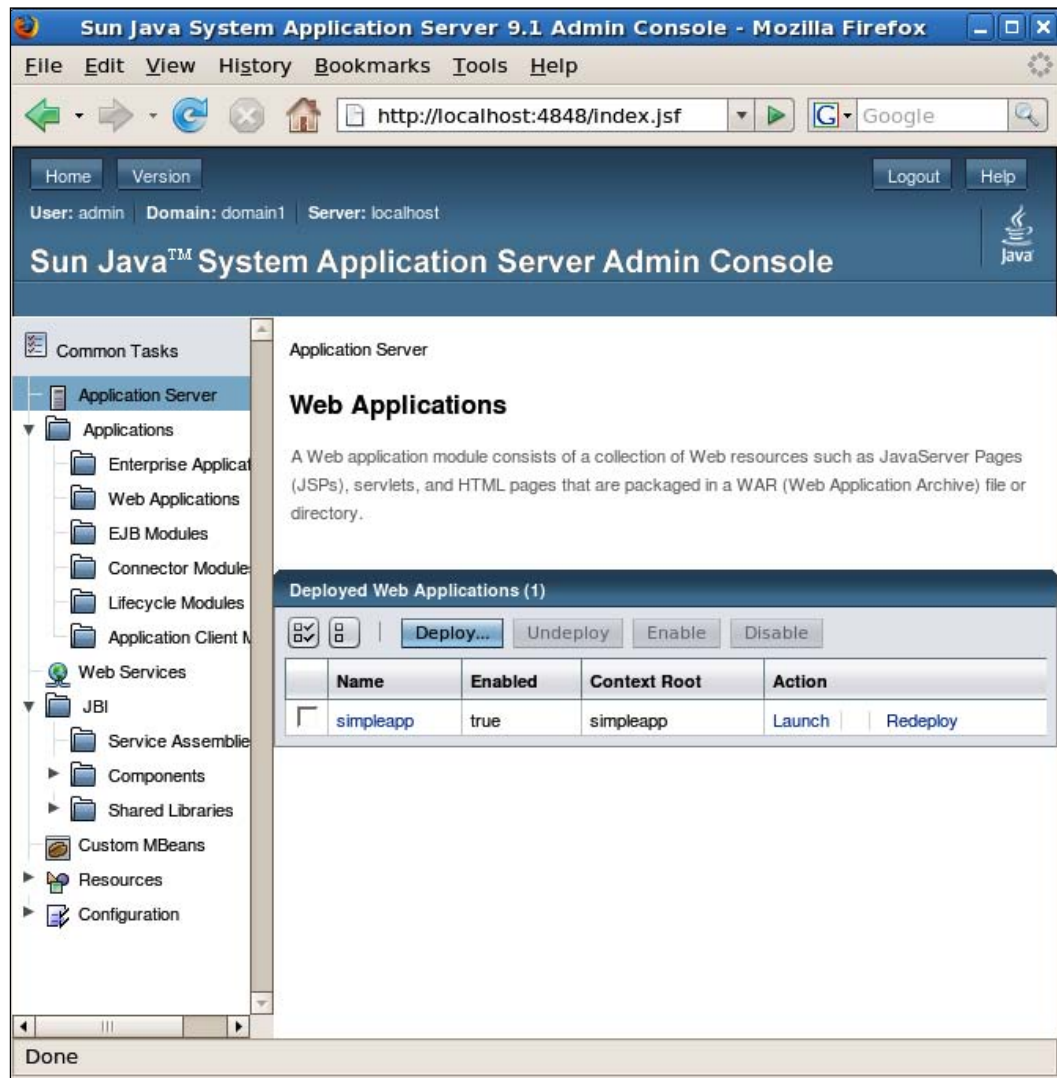 Sun Java System Application Server 9.1 Admin Console - Mozilla Firefox
File Edit View History Bookmarks Tools Help
http://localhost:4848/index.jsf
G Google
Home Version Logout Help
User: admin Domain: domain1 Server: localhost
Sun Java™ System Application Server Admin Console
Java
Common Tasks
Application Server
Applications
Enterprise Applicat
Web Applications
EJB Modules
Connector Module
Lifecycle Modules
Application Client M
Web Services
JBI
Service Assemblie
Components
Shared Libraries
Custom MBeans
Resources
Configuration
Application Server
Web Applications
A Web application module consists of a collection of Web resources such as JavaServer Pages
(JSPs), servlets, and HTML pages that are packaged in a WAR (Web Application Archive) file or
directory.
Deployed Web Applications (1)
Deploy... Undeploy Enable Disable
Name Enabled Context Root Action
simpleapp true simpleapp Launch Redeploy
Done